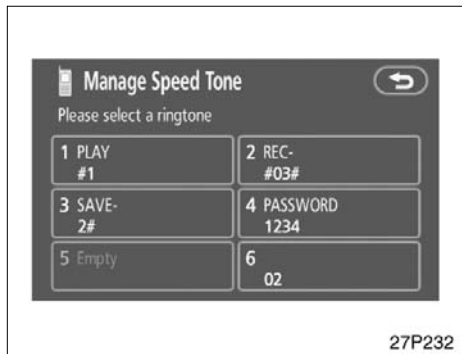 Manage Speed Tone
Please select a ringtone
1 PLAY
#1
2 REC-
#03#
3 SAVE-
2#
4 PASSWORD
1234
5 Empty
6
02
27P232